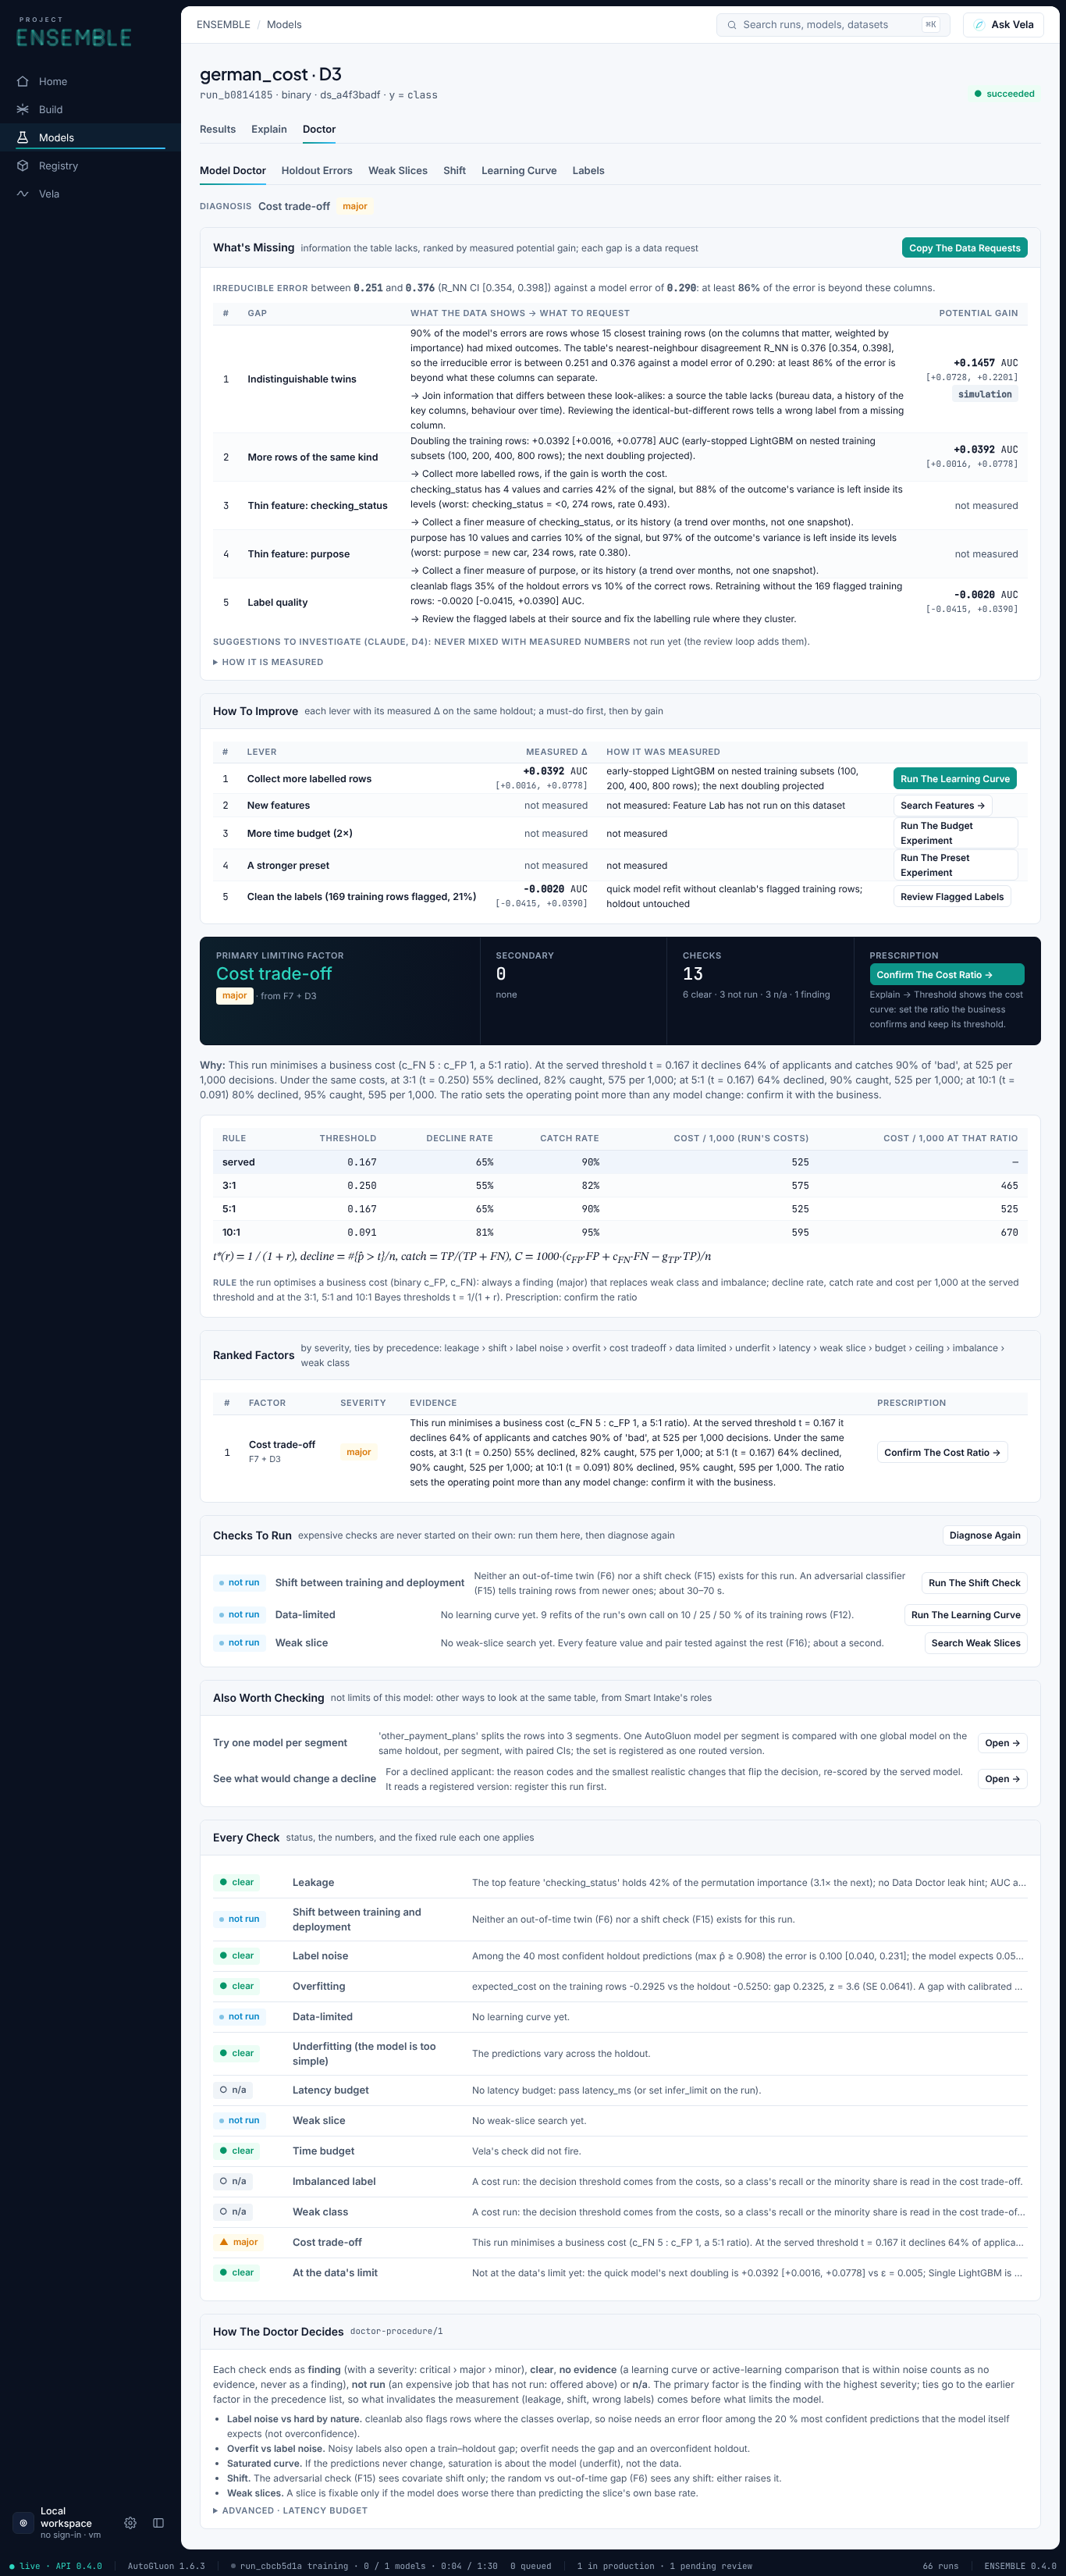 PROJECT
ENSEMBLE
Home
Build
Models
Registry
Vela
ENSEMBLE / Models
Search runs, models, datasets ⌘K
Ask Vela
german_cost · D3
run_b0814185 · binary · ds_a4f3badf · y = class
succeeded
Results Explain Doctor
Model Doctor Holdout Errors Weak Slices Shift Learning Curve Labels
DIAGNOSIS Cost trade-off major
What's Missing information the table lacks, ranked by measured potential gain; each gap is a data request
Copy The Data Requests
IRREDUCIBLE ERROR between 0.251 and 0.376 (R_NN CI [0.354, 0.398]) against a model error of 0.290: at least 86% of the error is beyond these columns.
# GAP WHAT THE DATA SHOWS → WHAT TO REQUEST POTENTIAL GAIN
1 Indistinguishable twins
90% of the model's errors are rows whose 15 closest training rows (on the columns that matter, weighted by
importance) had mixed outcomes. The table's nearest-neighbour disagreement R_NN is 0.376 [0.354, 0.398],
so the irreducible error is between 0.251 and 0.376 against a model error of 0.290: at least 86% of the error is
beyond what these columns can separate.
→ Join information that differs between these look-alikes: a source the table lacks (bureau data, a history of the
key columns, behaviour over time). Reviewing the identical-but-different rows tells a wrong label from a missing
column.
+0.1457 AUC
[+0.0728, +0.2201]
simulation
2 More rows of the same kind
Doubling the training rows: +0.0392 [+0.0016, +0.0778] AUC (early-stopped LightGBM on nested training
subsets (100, 200, 400, 800 rows); the next doubling projected).
→ Collect more labelled rows, if the gain is worth the cost.
+0.0392 AUC
[+0.0016, +0.0778]
3 Thin feature: checking_status
checking_status has 4 values and carries 42% of the signal, but 88% of the outcome's variance is left inside its
levels (worst: checking_status = <0, 274 rows, rate 0.493).
→ Collect a finer measure of checking_status, or its history (a trend over months, not one snapshot).
not measured
4 Thin feature: purpose
purpose has 10 values and carries 10% of the signal, but 97% of the outcome's variance is left inside its levels
(worst: purpose = new car, 234 rows, rate 0.380).
→ Collect a finer measure of purpose, or its history (a trend over months, not one snapshot).
not measured
5 Label quality
cleanlab flags 35% of the holdout errors vs 10% of the correct rows. Retraining without the 169 flagged training
rows: -0.0020 [-0.0415, +0.0390] AUC.
→ Review the flagged labels at their source and fix the labelling rule where they cluster.
-0.0020 AUC
[-0.0415, +0.0390]
SUGGESTIONS TO INVESTIGATE (CLAUDE, D4): NEVER MIXED WITH MEASURED NUMBERS not run yet (the review loop adds them).
▸ HOW IT IS MEASURED
How To Improve each lever with its measured Δ on the same holdout; a must-do first, then by gain
# LEVER MEASURED Δ HOW IT WAS MEASURED
1 Collect more labelled rows
+0.0392 AUC
[+0.0016, +0.0778]
early-stopped LightGBM on nested training subsets (100,
200, 400, 800 rows); the next doubling projected
Run The Learning Curve
2 New features not measured not measured: Feature Lab has not run on this dataset Search Features →
3 More time budget (2×) not measured not measured
Run The Budget
Experiment
4 A stronger preset not measured not measured
Run The Preset
Experiment
5 Clean the labels (169 training rows flagged, 21%)
-0.0020 AUC
[-0.0415, +0.0390]
quick model refit without cleanlab's flagged training rows;
holdout untouched
Review Flagged Labels
PRIMARY LIMITING FACTOR
Cost trade-off
major · from F7 + D3
SECONDARY
0
none
CHECKS
13
6 clear · 3 not run · 3 n/a · 1 finding
PRESCRIPTION
Confirm The Cost Ratio →
Explain → Threshold shows the cost
curve: set the ratio the business
confirms and keep its threshold.
Why: This run minimises a business cost (c_FN 5 : c_FP 1, a 5:1 ratio). At the served threshold t = 0.167 it declines 64% of applicants and catches 90% of 'bad', at 525 per
1,000 decisions. Under the same costs, at 3:1 (t = 0.250) 55% declined, 82% caught, 575 per 1,000; at 5:1 (t = 0.167) 64% declined, 90% caught, 525 per 1,000; at 10:1 (t =
0.091) 80% declined, 95% caught, 595 per 1,000. The ratio sets the operating point more than any model change: confirm it with the business.
RULE THRESHOLD DECLINE RATE CATCH RATE COST / 1,000 (RUN'S COSTS) COST / 1,000 AT THAT RATIO
served 0.167 65% 90% 525 —
3:1 0.250 55% 82% 575 465
5:1 0.167 65% 90% 525 525
10:1 0.091 81% 95% 595 670
t*(r) = 1 / (1 + r), decline = #{p̂ > t}/n, catch = TP/(TP + FN), C = 1000·(c_FP·FP + c_FN·FN − g_TP·TP)/n
RULE the run optimises a business cost (binary c_FP, c_FN): always a finding (major) that replaces weak class and imbalance; decline rate, catch rate and cost per 1,000 at the served
threshold and at the 3:1, 5:1 and 10:1 Bayes thresholds t = 1/(1 + r). Prescription: confirm the ratio
Ranked Factors
by severity, ties by precedence: leakage › shift › label noise › overfit › cost tradeoff › data limited › underfit › latency › weak slice › budget › ceiling › imbalance ›
weak class
# FACTOR SEVERITY EVIDENCE PRESCRIPTION
1 Cost trade-off
F7 + D3
major
This run minimises a business cost (c_FN 5 : c_FP 1, a 5:1 ratio). At the served threshold t = 0.167 it
declines 64% of applicants and catches 90% of 'bad', at 525 per 1,000 decisions. Under the same
costs, at 3:1 (t = 0.250) 55% declined, 82% caught, 575 per 1,000; at 5:1 (t = 0.167) 64% declined,
90% caught, 525 per 1,000; at 10:1 (t = 0.091) 80% declined, 95% caught, 595 per 1,000. The ratio
sets the operating point more than any model change: confirm it with the business.
Confirm The Cost Ratio →
Checks To Run expensive checks are never started on their own: run them here, then diagnose again
Diagnose Again
not run Shift between training and deployment
Neither an out-of-time twin (F6) nor a shift check (F15) exists for this run. An adversarial classifier
(F15) tells training rows from newer ones; about 30–70 s.
Run The Shift Check
not run Data-limited No learning curve yet. 9 refits of the run's own call on 10 / 25 / 50 % of its training rows (F12). Run The Learning Curve
not run Weak slice No weak-slice search yet. Every feature value and pair tested against the rest (F16); about a second. Search Weak Slices
Also Worth Checking not limits of this model: other ways to look at the same table, from Smart Intake's roles
Try one model per segment
'other_payment_plans' splits the rows into 3 segments. One AutoGluon model per segment is compared with one global model on the
same holdout, per segment, with paired CIs; the set is registered as one routed version.
Open →
See what would change a decline
For a declined applicant: the reason codes and the smallest realistic changes that flip the decision, re-scored by the served model.
It reads a registered version: register this run first.
Open →
Every Check status, the numbers, and the fixed rule each one applies
clear Leakage The top feature 'checking_status' holds 42% of the permutation importance (3.1× the next); no Data Doctor leak hint; AUC a…
not run Shift between training and
deployment
Neither an out-of-time twin (F6) nor a shift check (F15) exists for this run.
clear Label noise Among the 40 most confident holdout predictions (max p̂ ≥ 0.908) the error is 0.100 [0.040, 0.231]; the model expects 0.05…
clear Overfitting expected_cost on the training rows -0.2925 vs the holdout -0.5250: gap 0.2325, z = 3.6 (SE 0.0641). A gap with calibrated …
not run Data-limited No learning curve yet.
clear Underfitting (the model is too
simple)
The predictions vary across the holdout.
n/a Latency budget No latency budget: pass latency_ms (or set infer_limit on the run).
not run Weak slice No weak-slice search yet.
clear Time budget Vela's check did not fire.
n/a Imbalanced label A cost run: the decision threshold comes from the costs, so a class's recall or the minority share is read in the cost trade-off.
n/a Weak class A cost run: the decision threshold comes from the costs, so a class's recall or the minority share is read in the cost trade-of…
major Cost trade-off This run minimises a business cost (c_FN 5 : c_FP 1, a 5:1 ratio). At the served threshold t = 0.167 it declines 64% of applica…
clear At the data's limit Not at the data's limit yet: the quick model's next doubling is +0.0392 [+0.0016, +0.0778] vs ε = 0.005; Single LightGBM is …
How The Doctor Decides doctor-procedure/1
Each check ends as finding (with a severity: critical › major › minor), clear, no evidence (a learning curve or active-learning comparison that is within noise counts as no
evidence, never as a finding), not run (an expensive job that has not run: offered above) or n/a. The primary factor is the finding with the highest severity; ties go to the earlier
factor in the precedence list, so what invalidates the measurement (leakage, shift, wrong labels) comes before what limits the model.
• Label noise vs hard by nature. cleanlab also flags rows where the classes overlap, so noise needs an error floor among the 20 % most confident predictions that the model itself
expects (not overconfidence).
• Overfit vs label noise. Noisy labels also open a train–holdout gap; overfit needs the gap and an overconfident holdout.
• Saturated curve. If the predictions never change, saturation is about the model (underfit), not the data.
• Shift. The adversarial check (F15) sees covariate shift only; the random vs out-of-time gap (F6) sees any shift: either raises it.
• Weak slices. A slice is fixable only if the model does worse there than predicting the slice's own base rate.
▸ ADVANCED · LATENCY BUDGET
Local
workspace
no sign-in · vm
live · API 0.4.0 AutoGluon 1.6.3 run_cbcb5d1a training · 0 / 1 models · 0:04 / 1:30 0 queued 1 in production · 1 pending review 66 runs ENSEMBLE 0.4.0